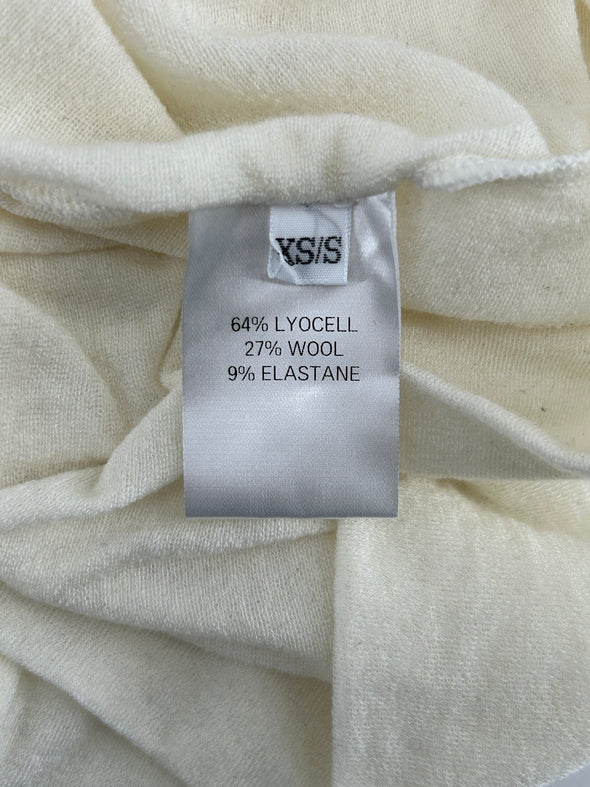 XS/S
64% LYOCELL
27% WOOL
9% ELASTANE